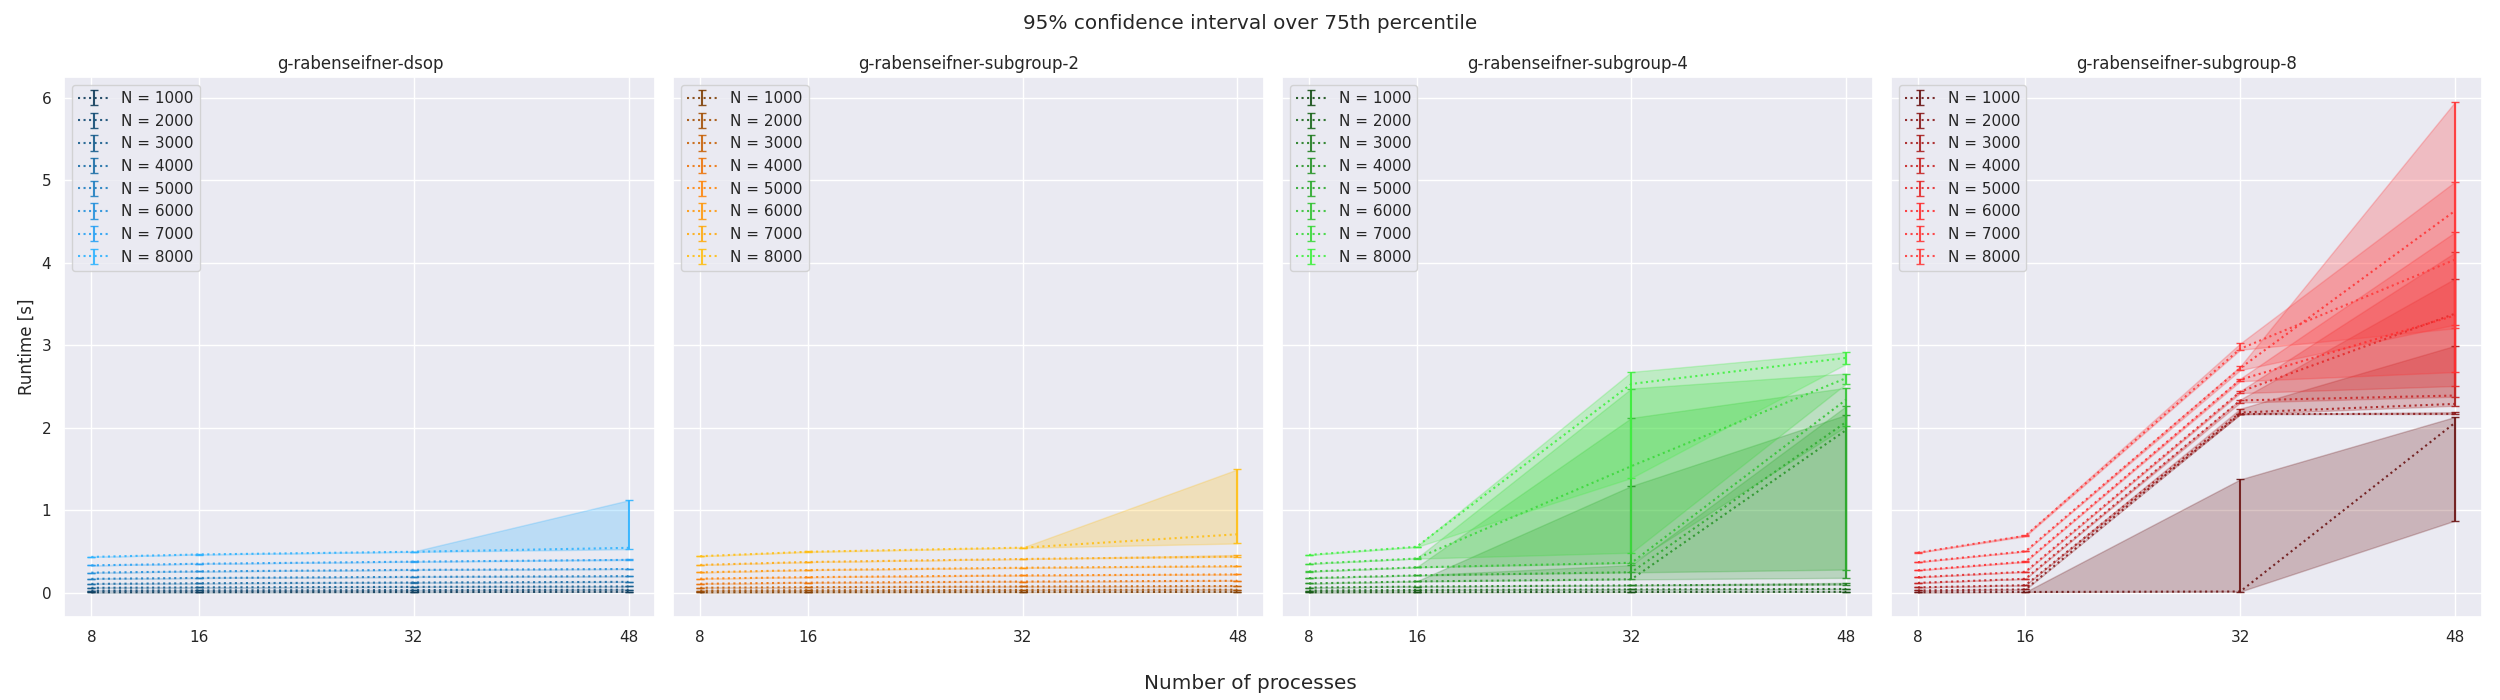 95% confidence interval over 75th percentile
g-rabenseifner-dsop
g-rabenseifner-subgroup-2
g-rabenseifner-subgroup-4
g-rabenseifner-subgroup-8
Runtime [s]
6
5
4
3
2
1
0
N = 1000
N = 2000
N = 3000
N = 4000
N = 5000
N = 6000
N = 7000
N = 8000
8 16 32 48
N = 1000
N = 2000
N = 3000
N = 4000
N = 5000
N = 6000
N = 7000
N = 8000
8 16 32 48
N = 1000
N = 2000
N = 3000
N = 4000
N = 5000
N = 6000
N = 7000
N = 8000
8 16 32 48
N = 1000
N = 2000
N = 3000
N = 4000
N = 5000
N = 6000
N = 7000
N = 8000
8 16 32 48
Number of processes